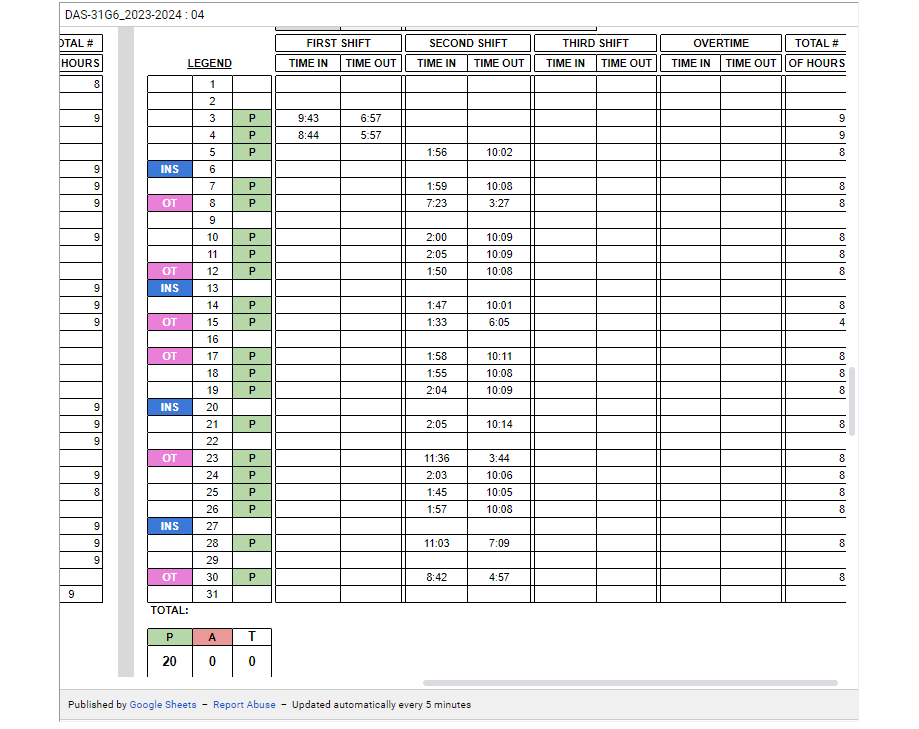 DAS-31G6_2023-2024 : 04
OTAL # FIRST SHIFT SECOND SHIFT THIRD SHIFT OVERTIME TOTAL #
HOURS LEGEND TIME IN TIME OUT TIME IN TIME OUT TIME IN TIME OUT TIME IN TIME OUT OF HOURS
8 1
2
9 3 P 9:43 6:57 9
4 P 8:44 5:57 9
5 P 1:56 10:02 8
9 INS 6
9 7 P 1:59 10:08 8
9 OT 8 P 7:23 3:27 8
9
9 10 P 2:00 10:09 8
11 P 2:05 10:09 8
OT 12 P 1:50 10:08 8
9 INS 13
9 14 P 1:47 10:01 8
9 OT 15 P 1:33 6:05 4
16
OT 17 P 1:58 10:11 8
18 P 1:55 10:08 8
19 P 2:04 10:09 8
9 INS 20
9 21 P 2:05 10:14 8
9 22
OT 23 P 11:36 3:44 8
9 24 P 2:03 10:06 8
8 25 P 1:45 10:05 8
26 P 1:57 10:08 8
9 INS 27
9 28 P 11:03 7:09 8
9 29
OT 30 P 8:42 4:57 8
9 31
TOTAL:
P A T
20 0 0
Published by Google Sheets – Report Abuse – Updated automatically every 5 minutes